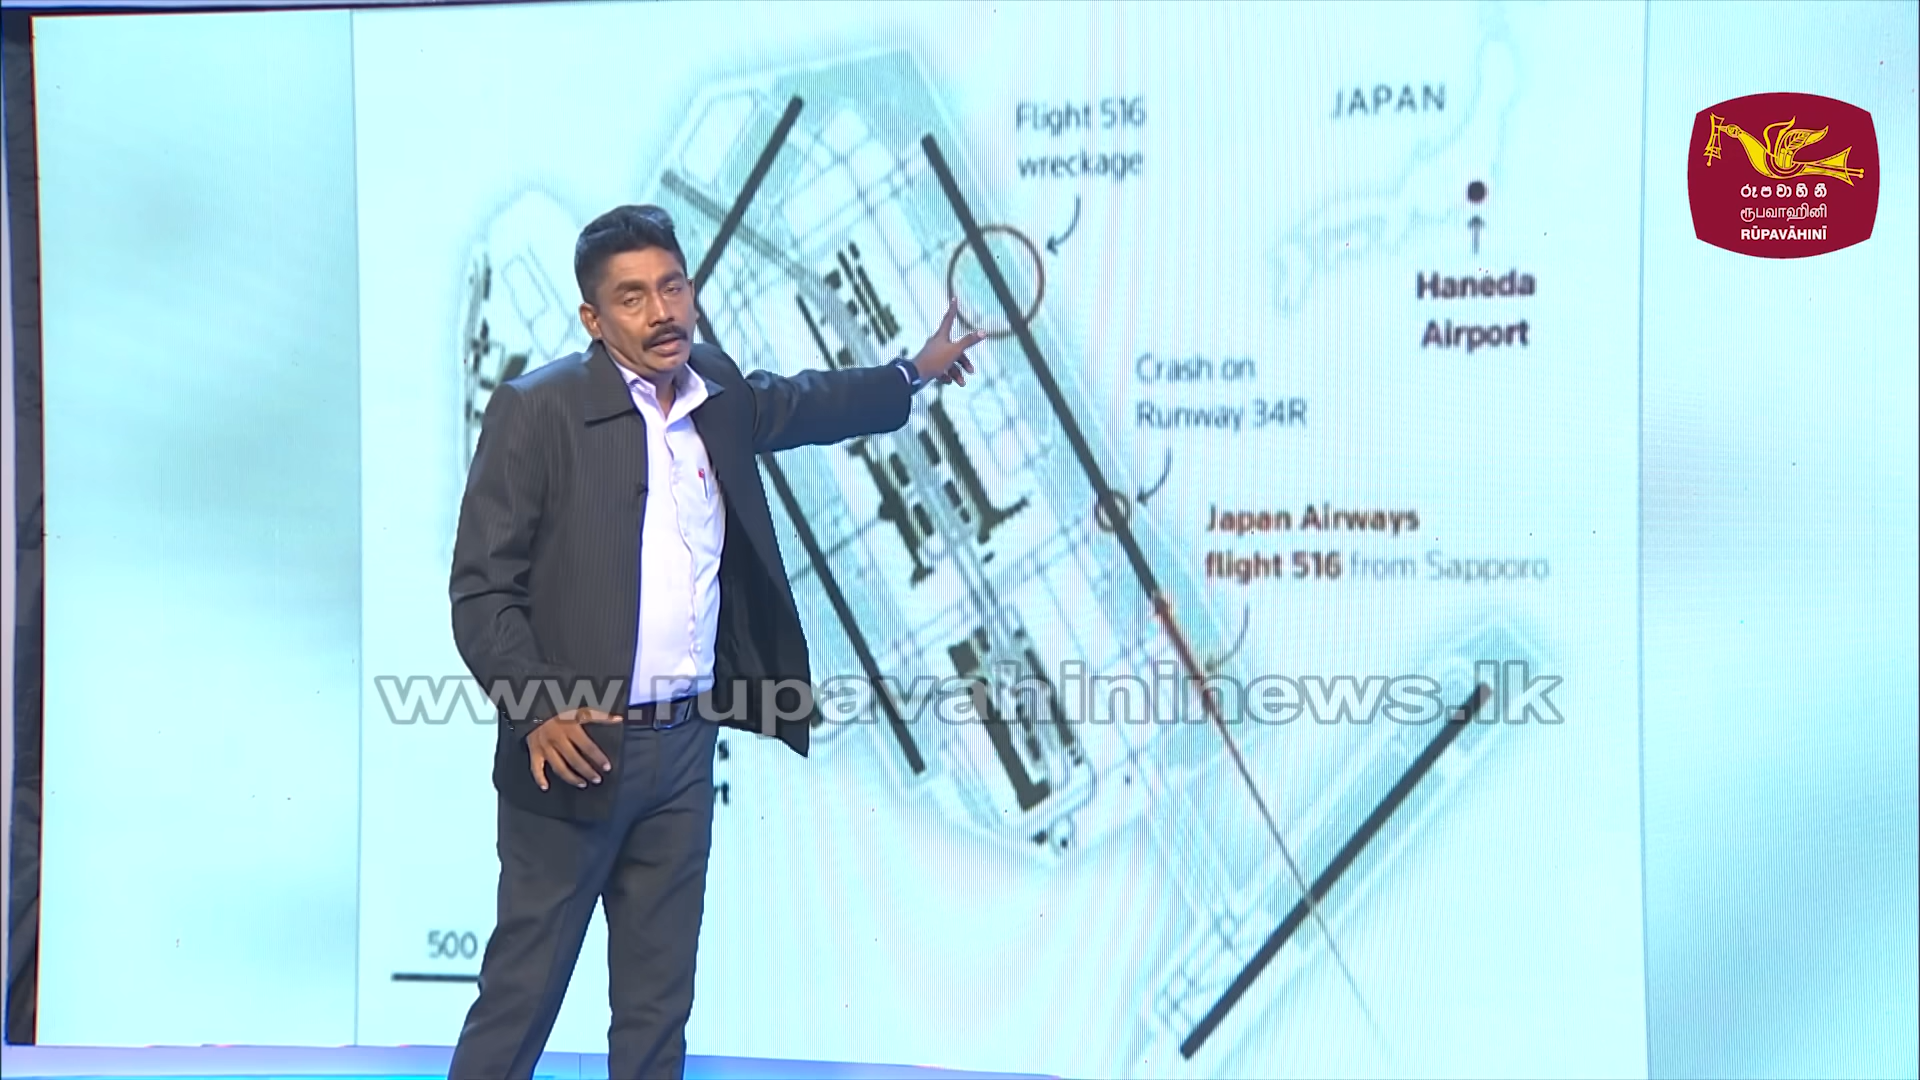 Flight 516
wreckage
JAPAN
රූපවාහිනී
ரூபவாஹினி
RŪPAVĀHINĪ
Haneda
Airport
Crash on
Runway 34R
Japan Airways
flight 516 from Sapporo
www.rupavahininews.lk
500